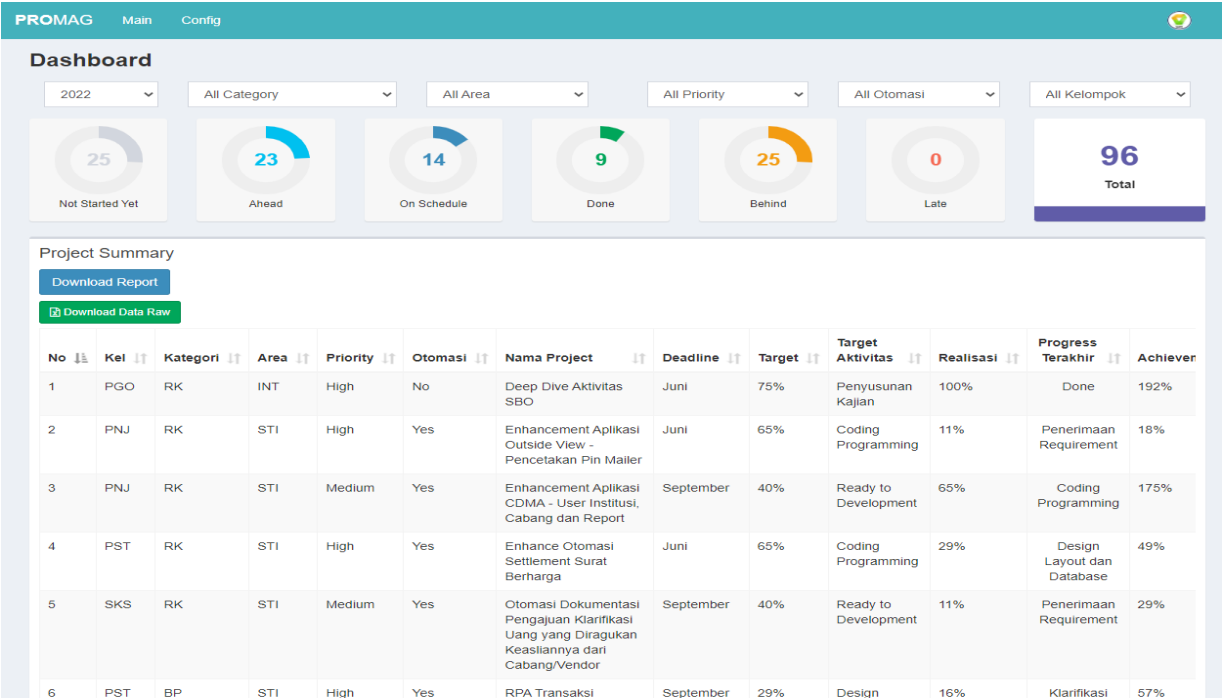 PROMAG Main Config
Dashboard
2022 All Category All Area All Priority All Otomasi All Kelompok
25 23 14 9 25 0 96
Total
Not Started Yet Ahead On Schedule Done Behind Late
Project Summary
Download Report
Download Data Raw
No Kel Kategori Area Priority Otomasi Nama Project Deadline Target Target Aktivitas Realisasi Progress Terakhir Achievem
1 PGO RK INT High No Deep Dive Aktivitas SBO Juni 75% Penyusunan Kajian 100% Done 192%
2 PNJ RK STI High Yes Enhancement Aplikasi Outside View - Pencetakan Pin Mailer Juni 65% Coding Programming 11% Penerimaan Requirement 18%
3 PNJ RK STI Medium Yes Enhancement Aplikasi CDMA - User Institusi, Cabang dan Report September 40% Ready to Development 65% Coding Programming 175%
4 PST RK STI High Yes Enhance Otomasi Settlement Surat Berharga Juni 65% Coding Programming 29% Design Layout dan Database 49%
5 SKS RK STI Medium Yes Otomasi Dokumentasi Pengajuan Klarifikasi Uang yang Diragukan Keasliannya dari Cabang/Vendor September 40% Ready to Development 11% Penerimaan Requirement 29%
6 PST BP STI High Yes RPA Transaksi September 29% Design 16% Klarifikasi 57%